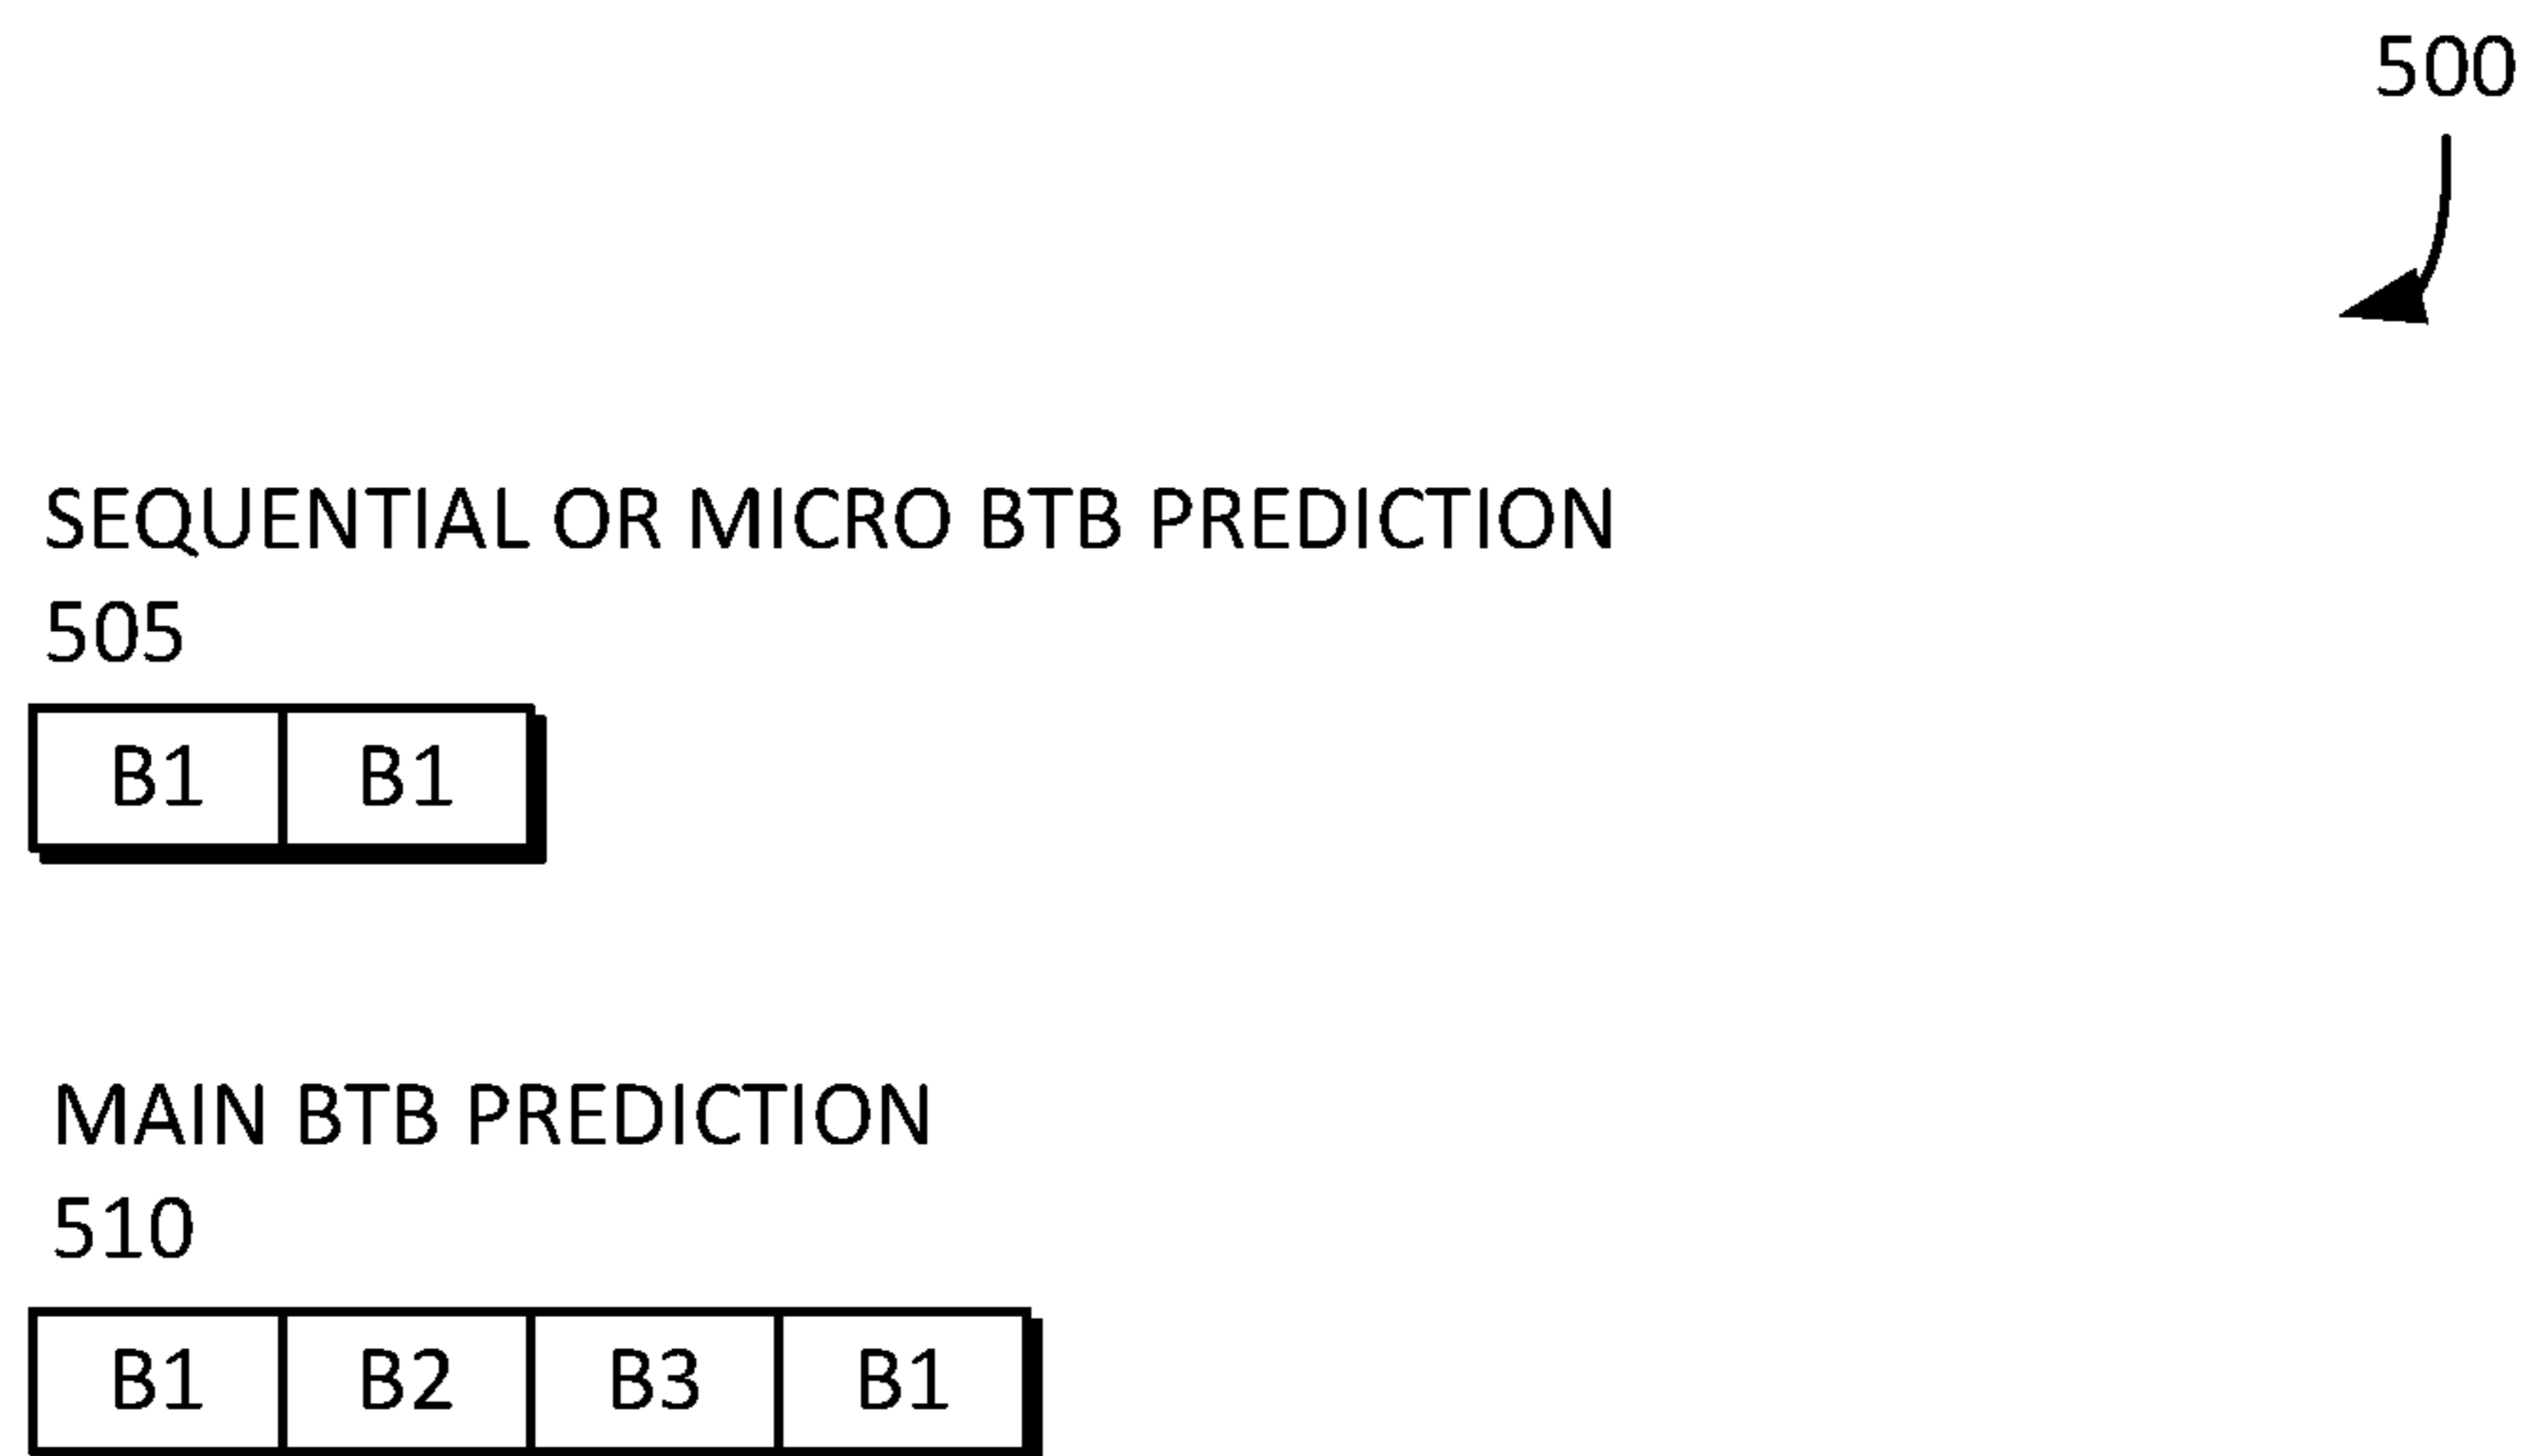 500
SEQUENTIAL OR MICRO BTB PREDICTION
505
B1 B1
MAIN BTB PREDICTION
510
B1 B2 B3 B1